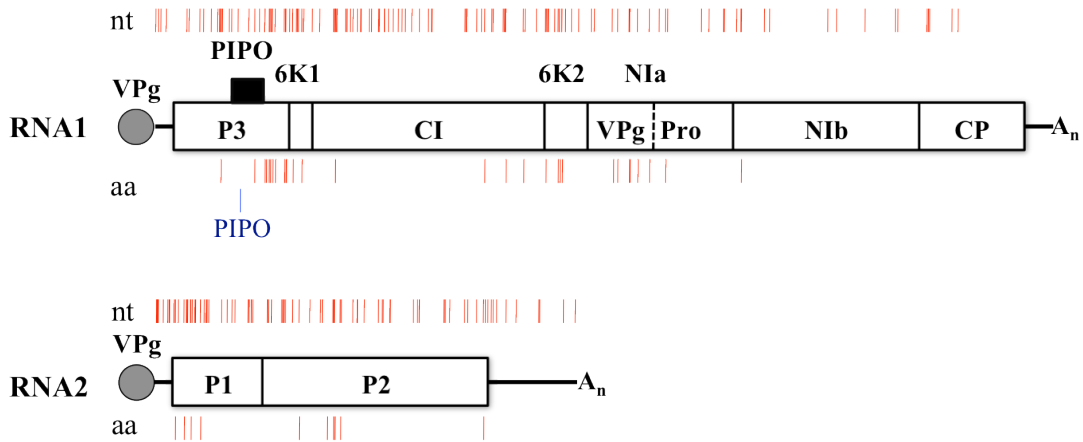 nt
PIPO
6K1 6K2 NIa
VPg
RNA1 P3 CI VPg Pro NIb CP An
aa
PIPO
nt
VPg
RNA2 P1 P2 An
aa